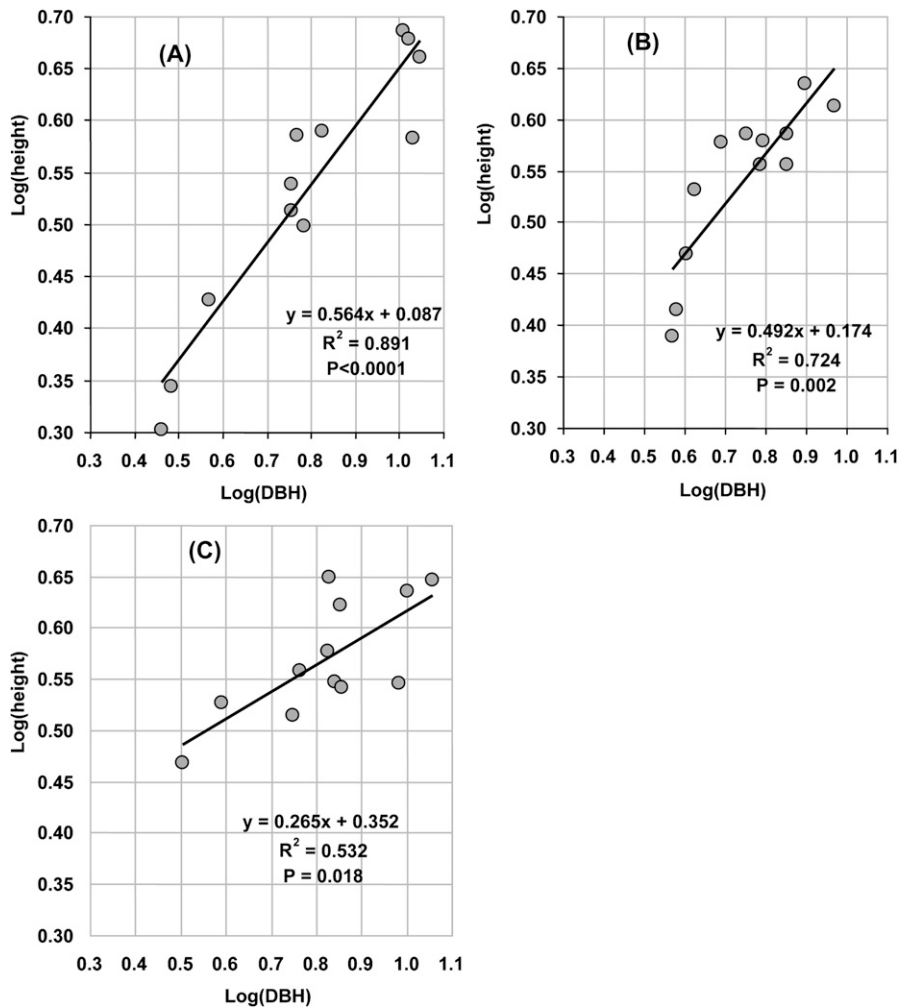 (A)
Log(height)
0.70
0.65
0.60
0.55
0.50
0.45
0.40
0.35
0.30
y = 0.564x + 0.087
R² = 0.891
P<0.0001
0.3 0.4 0.5 0.6 0.7 0.8 0.9 1.0 1.1
Log(DBH)
(B)
Log(height)
0.70
0.65
0.60
0.55
0.50
0.45
0.40
0.35
0.30
y = 0.492x + 0.174
R² = 0.724
P = 0.002
0.3 0.4 0.5 0.6 0.7 0.8 0.9 1.0 1.1
Log(DBH)
(C)
Log(height)
0.70
0.65
0.60
0.55
0.50
0.45
0.40
0.35
0.30
y = 0.265x + 0.352
R² = 0.532
P = 0.018
0.3 0.4 0.5 0.6 0.7 0.8 0.9 1.0 1.1
Log(DBH)